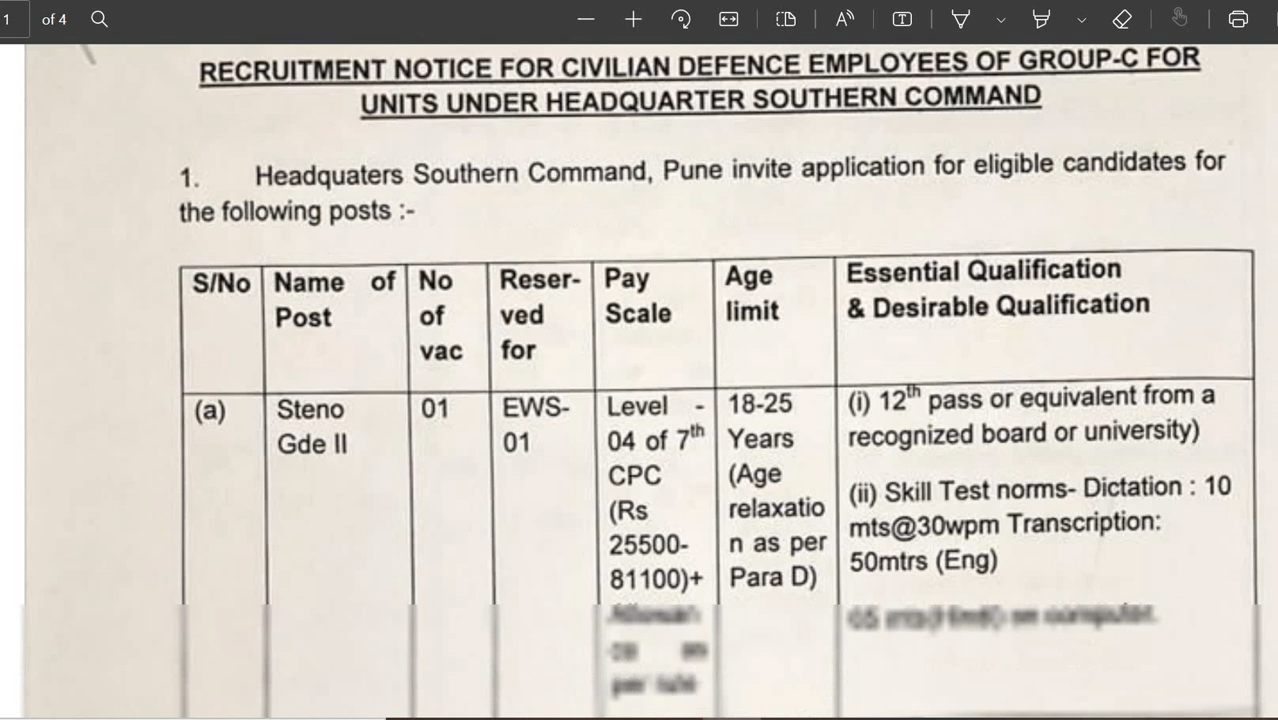 1 of 4
RECRUITMENT NOTICE FOR CIVILIAN DEFENCE EMPLOYEES OF GROUP-C FOR
UNITS UNDER HEADQUARTER SOUTHERN COMMAND
1. Headquaters Southern Command, Pune invite application for eligible candidates for
the following posts :-
S/No
Name of
Post
No
of
vac
Reser-
ved
for
Pay
Scale
Age
limit
Essential Qualification
& Desirable Qualification
(a)
Steno
Gde II
01
EWS-
01
Level -
04 of 7th
CPC
(Rs
25500-
81100)+
18-25
Years
(Age
relaxatio
n as per
Para D)
(i) 12th pass or equivalent from a
recognized board or university)
(ii) Skill Test norms- Dictation : 10
mts@30wpm Transcription:
50mtrs (Eng)